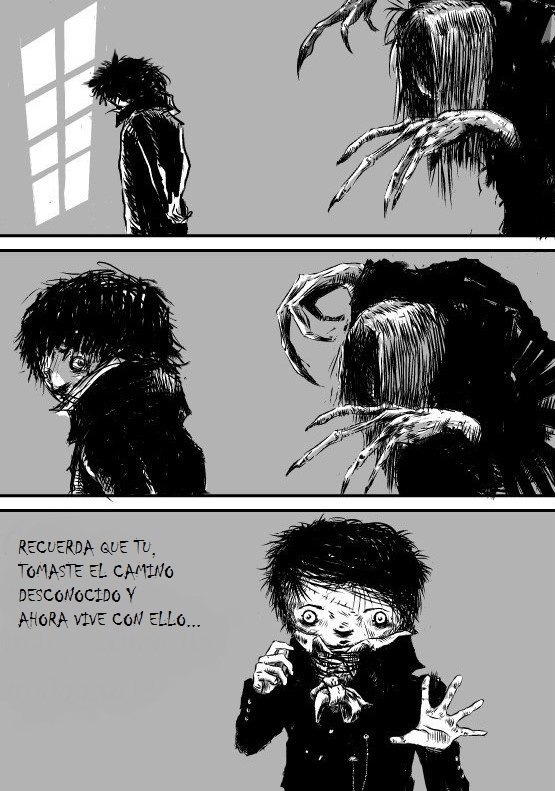 RECUERDA QUE TU,
TOMASTE EL CAMINO
DESCONOCIDO Y
AHORA VIVE CON ELLO...